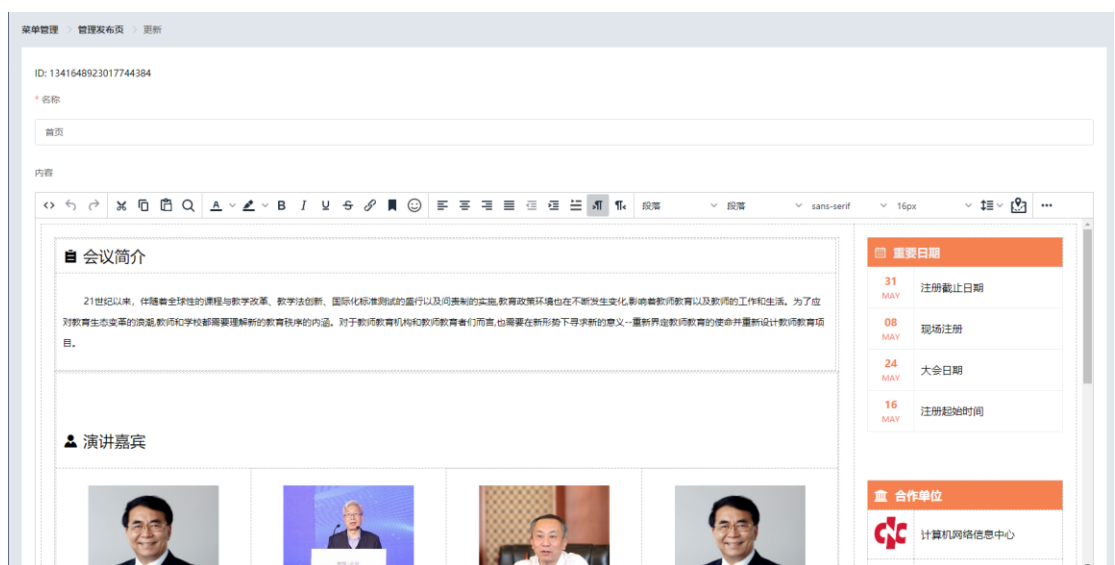 菜单管理 > 管理发布页 > 更新
ID: 1341648923017744384
* 名称
首页
内容
A B I U S 段落 段落 sans-serif 16px
会议简介
21世纪以来，伴随着全球性的课程与教学改革、教学法创新、国际化标准测试的盛行以及问责制的实施,教育政策环境也在不断发生变化,影响着教师教育以及教师的工作和生活。为了应
对教育生态变革的浪潮,教师和学校都需要理解新的教育秩序的内涵。对于教师教育机构和教师教育者们而言,也需要在新形势下寻求新的意义--重新界定教师教育的使命并重新设计教师教育项
目。
演讲嘉宾
重要日期
31 MAY 注册截止日期
08 MAY 现场注册
24 MAY 大会日期
16 MAY 注册起始时间
合作单位
计算机网络信息中心